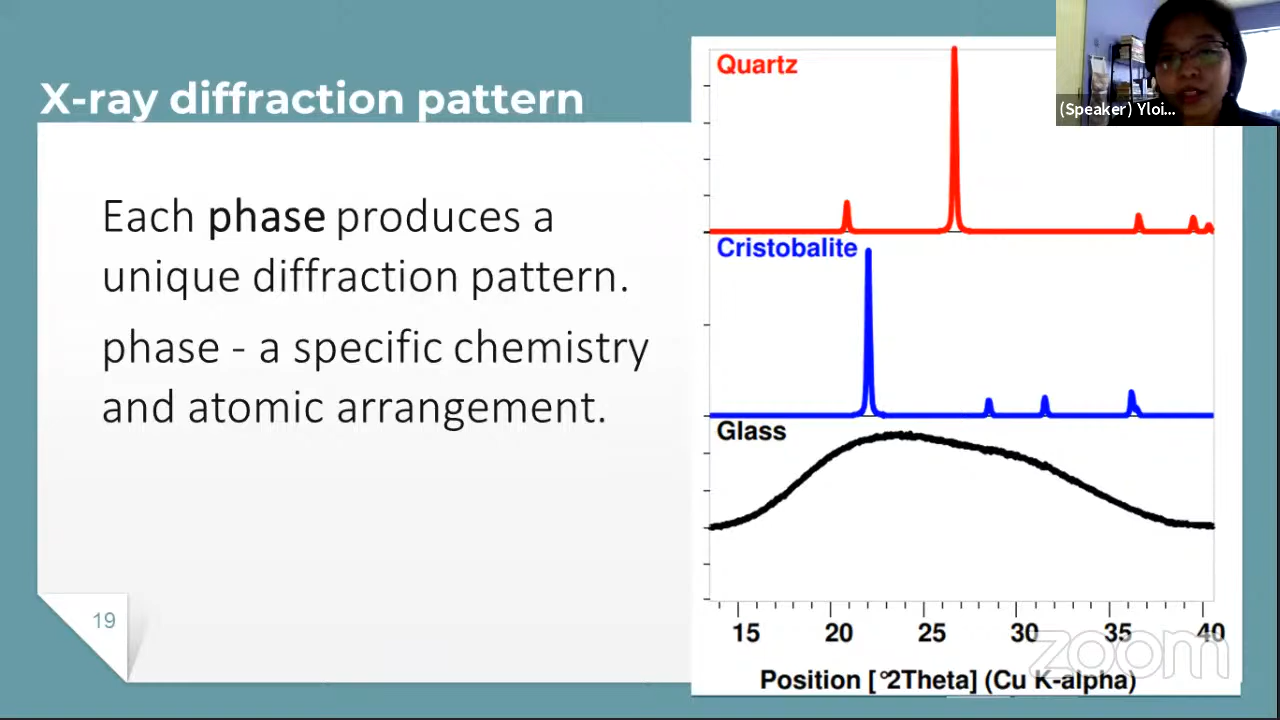 X-ray diffraction pattern
Each phase produces a
unique diffraction pattern.
phase - a specific chemistry
and atomic arrangement.
19
Quartz
Cristobalite
Glass
15 20 25 30 35 40
Position [°2Theta] (Cu K-alpha)
(Speaker) Yloi...
zoom